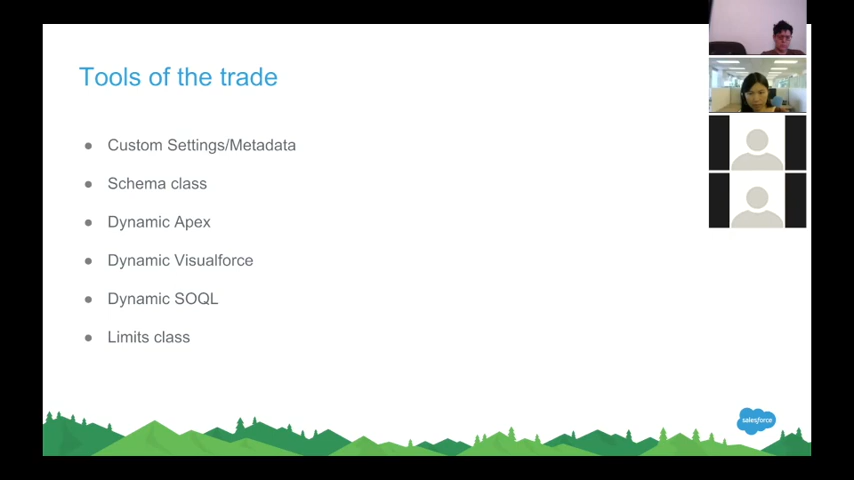 Tools of the trade
● Custom Settings/Metadata
● Schema class
● Dynamic Apex
● Dynamic Visualforce
● Dynamic SOQL
● Limits class
salesforce